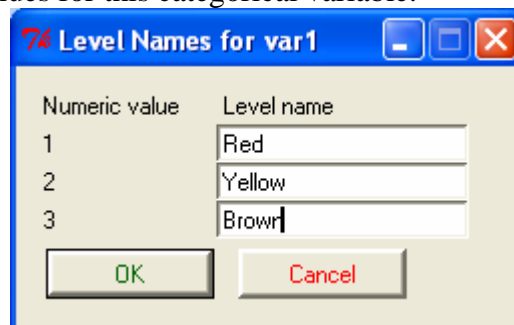 for this categorical variable.
Level Names for var1
Numeric value Level name
1 Red
2 Yellow
3 Brown
OK Cancel